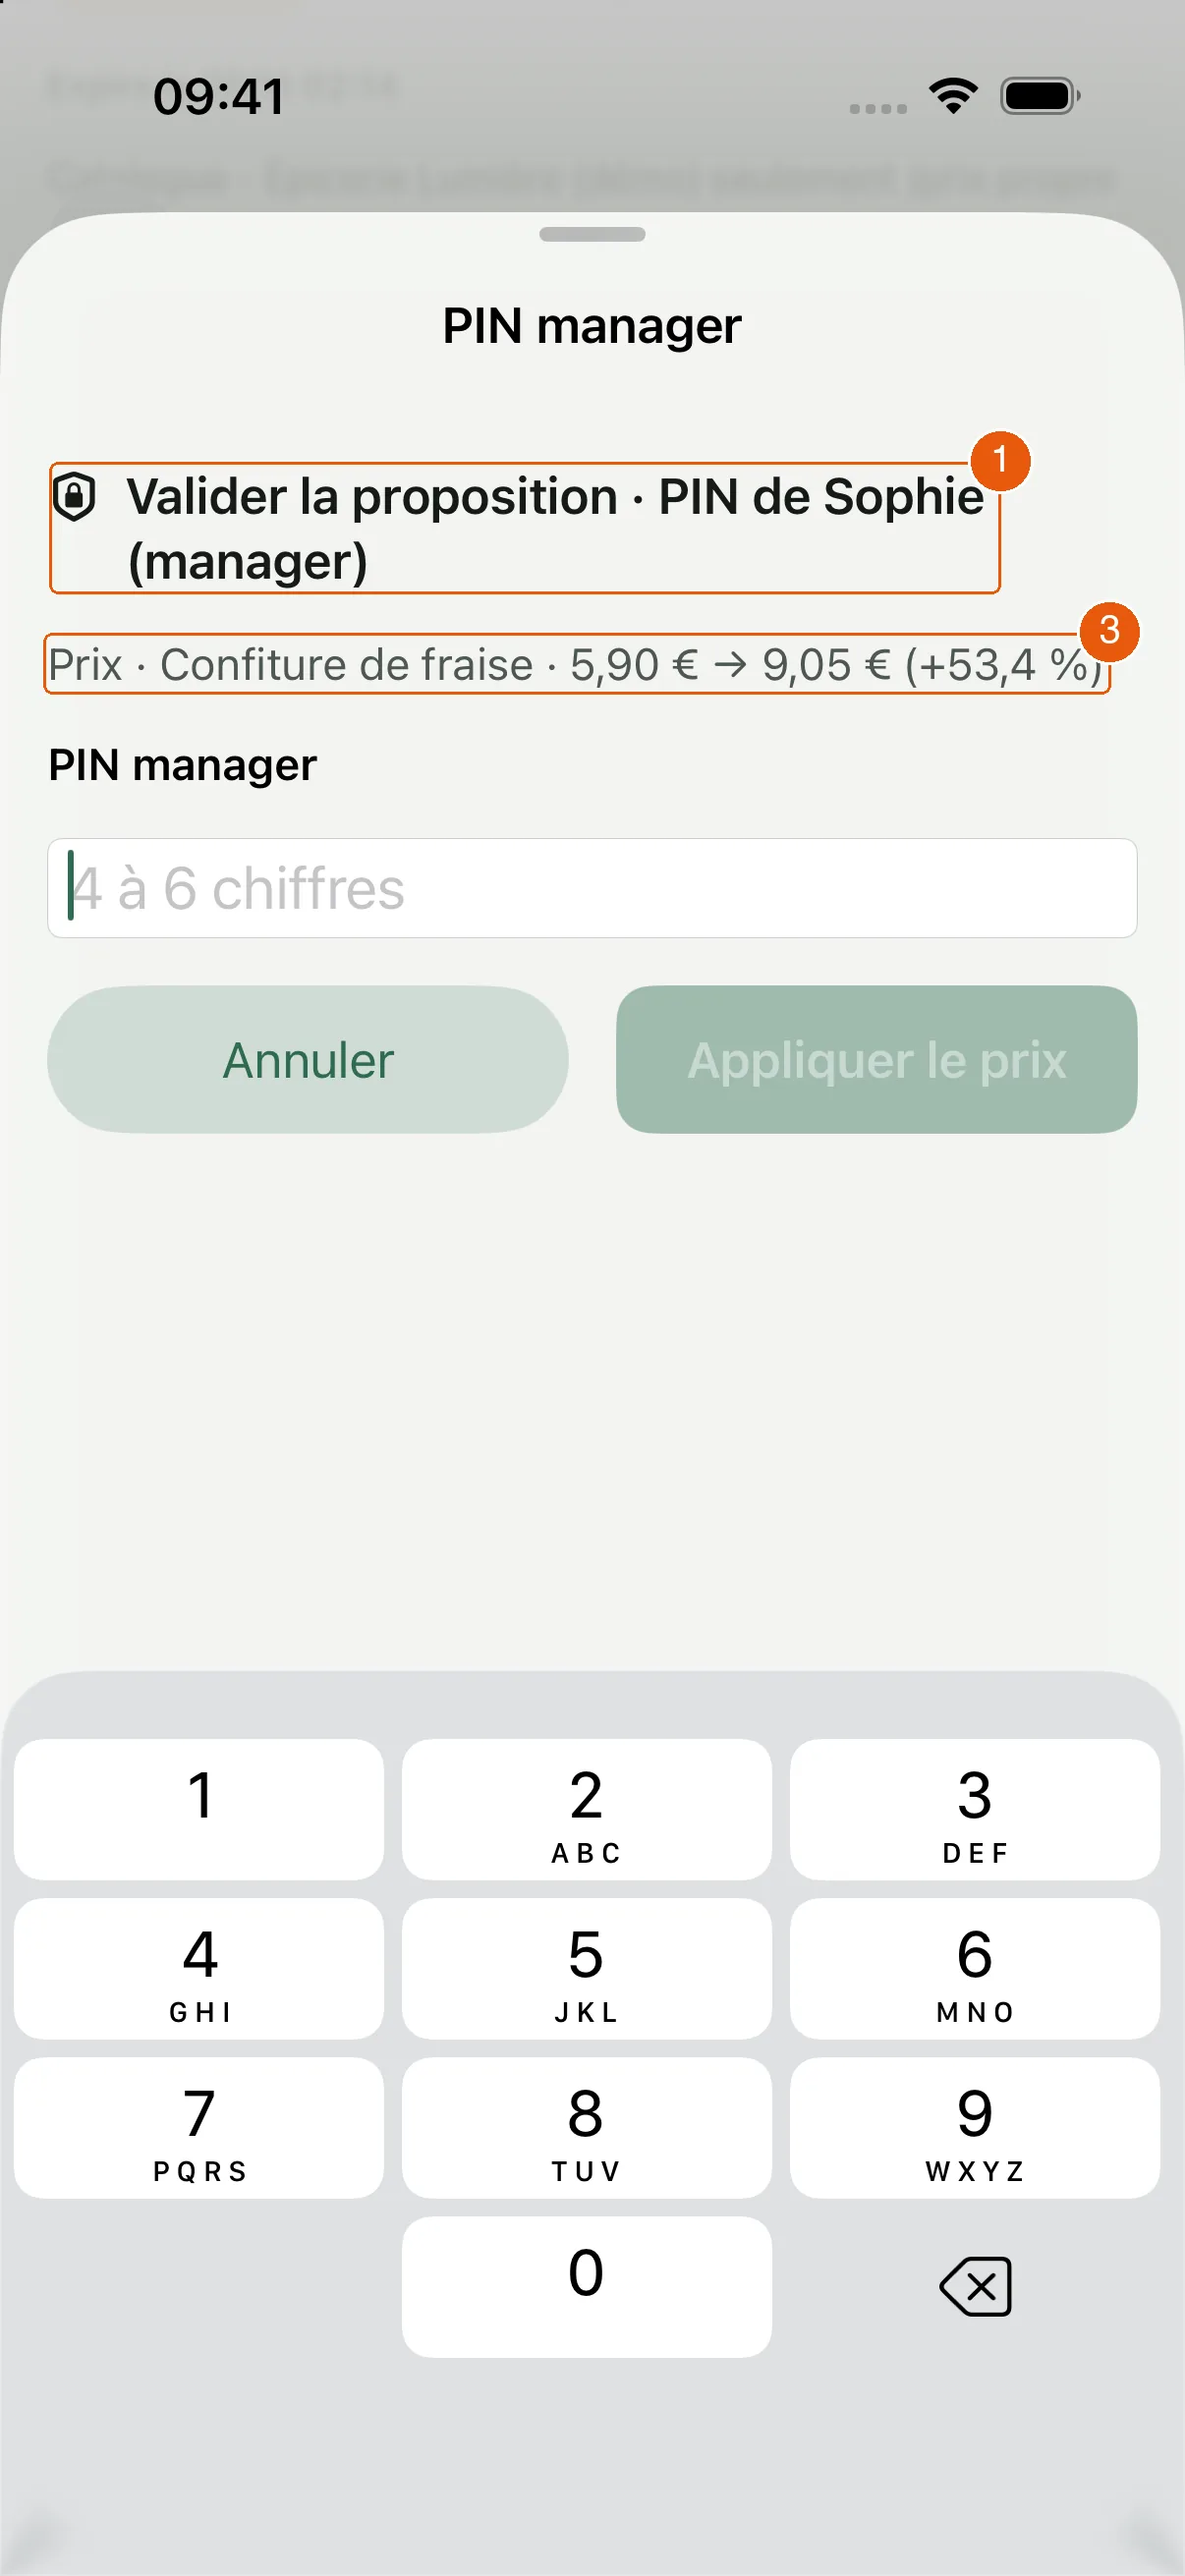 09:41
PIN manager
1
Valider la proposition · PIN de Sophie
(manager)
3
Prix · Confiture de fraise · 5,90 € → 9,05 € (+53,4 %)
PIN manager
4 à 6 chiffres
Annuler
Appliquer le prix
1
2
ABC
3
DEF
4
GHI
5
JKL
6
MNO
7
PQRS
8
TUV
9
WXYZ
0